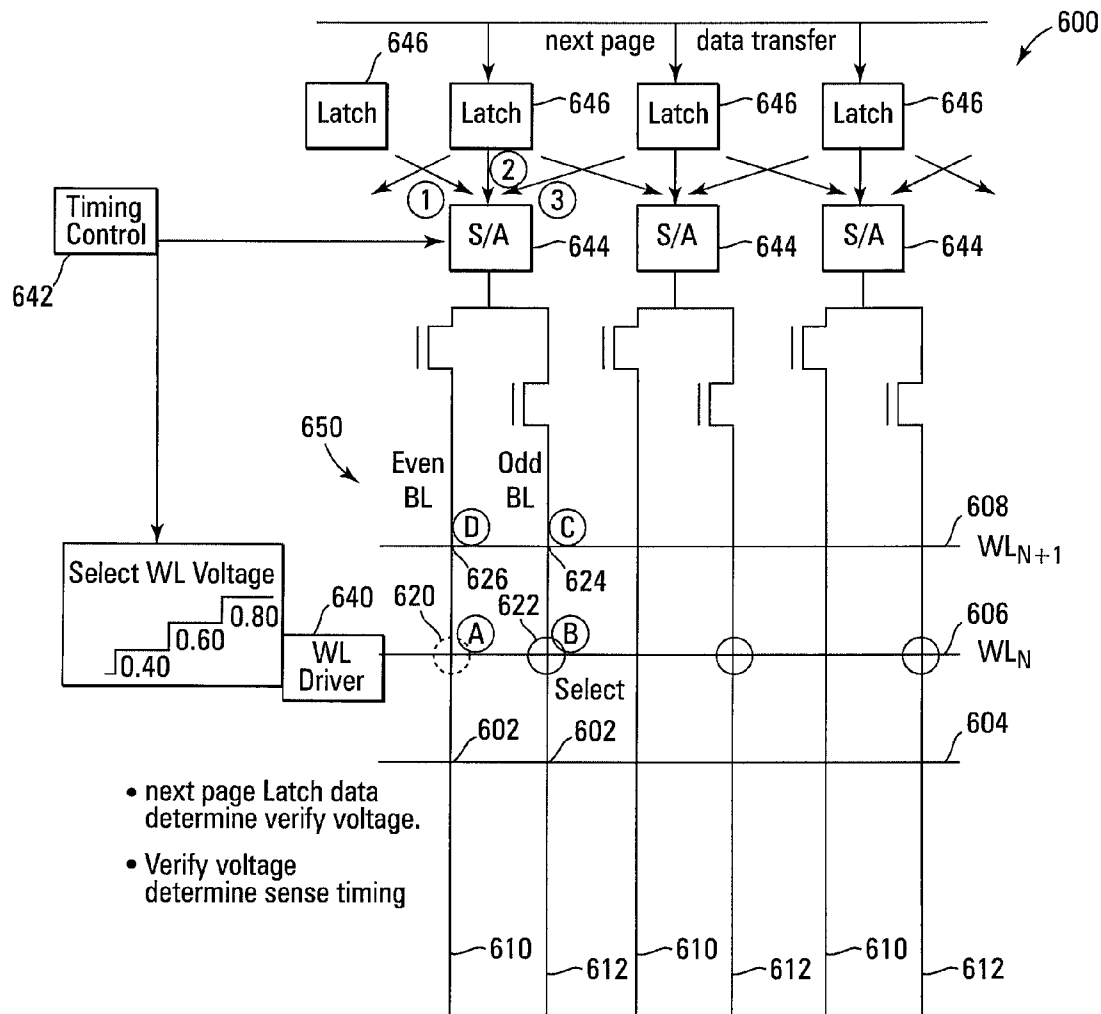 600
next page data transfer
646
Latch
Latch
646
Latch
646
Latch
646
1
2
3
Timing
Control
642
S/A
644
S/A
644
S/A
644
650
Even
BL
Odd
BL
D
C
608
WLN+1
626
624
Select WL Voltage
0.40
0.60
0.80
640
WL
Driver
620
A
622
B
606
WLN
Select
602
602
604
• next page Latch data
determine verify voltage.
• Verify voltage
determine sense timing
610
612
610
612
610
612